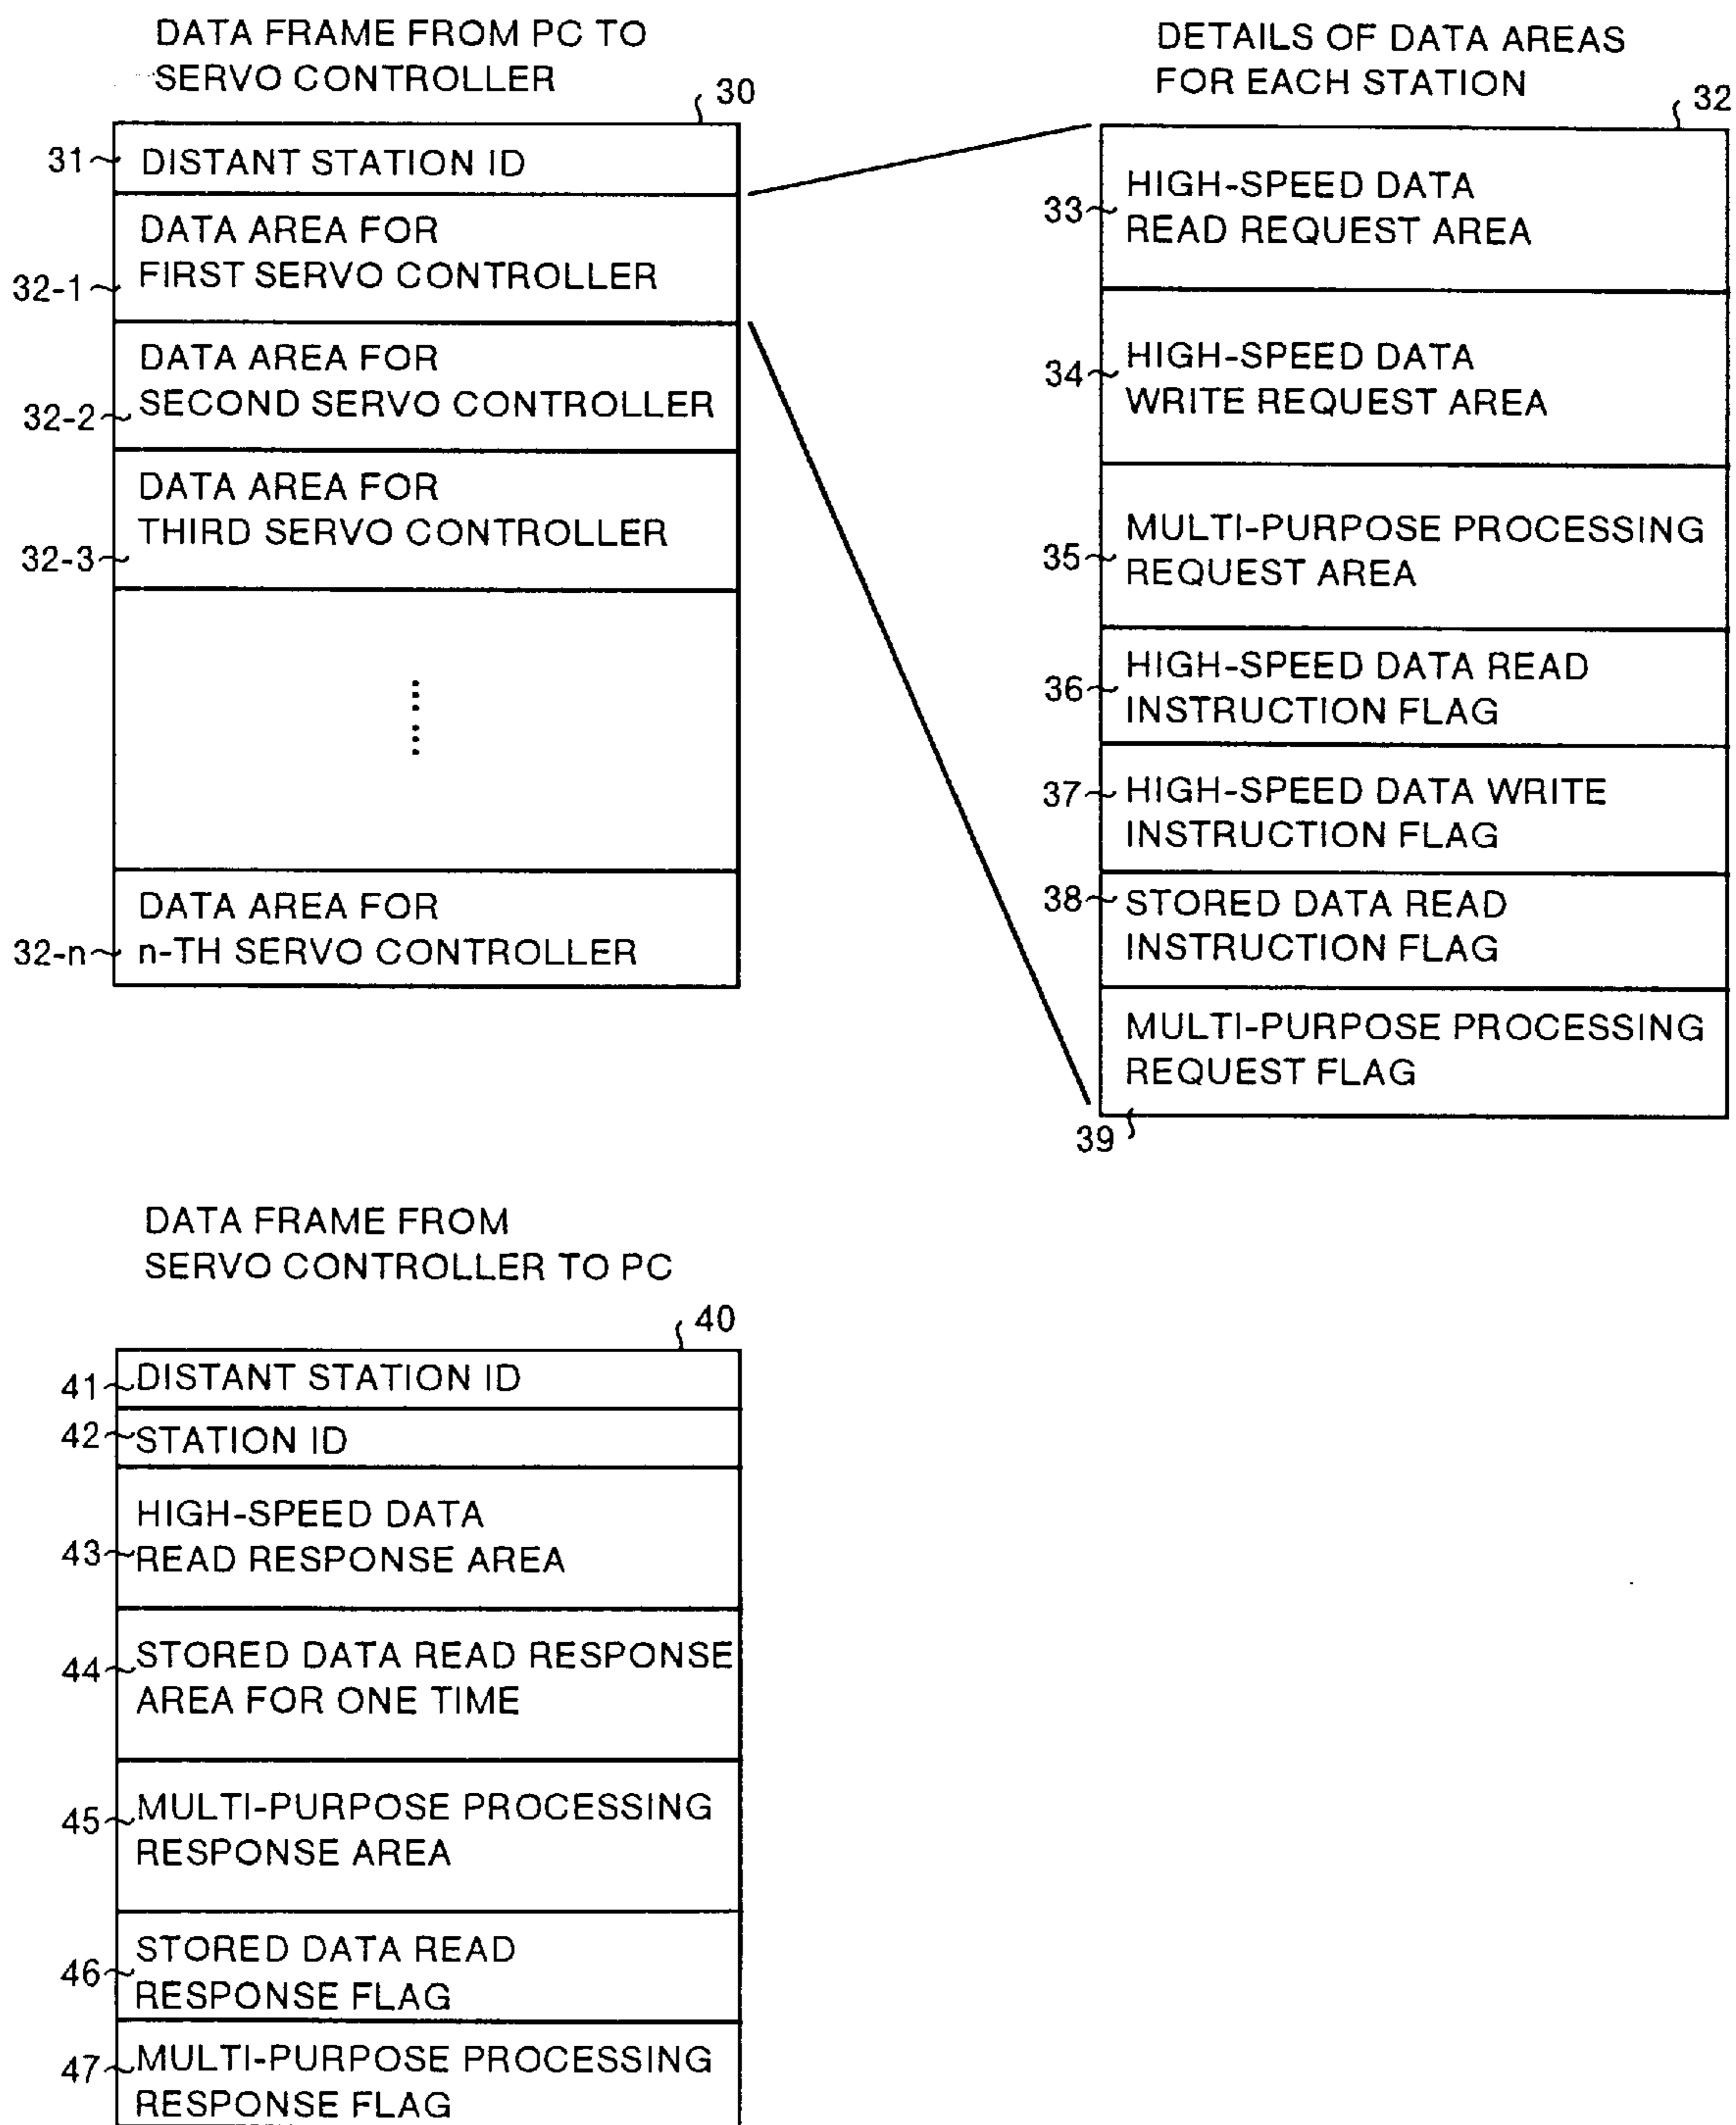 DATA FRAME FROM PC TO
SERVO CONTROLLER
30
31
DISTANT STATION ID
DATA AREA FOR
32-1
FIRST SERVO CONTROLLER
DATA AREA FOR
32-2
SECOND SERVO CONTROLLER
DATA AREA FOR
THIRD SERVO CONTROLLER
32-3
DATA AREA FOR
32-n
n-TH SERVO CONTROLLER
DETAILS OF DATA AREAS
FOR EACH STATION
32
HIGH-SPEED DATA
33
READ REQUEST AREA
HIGH-SPEED DATA
34
WRITE REQUEST AREA
MULTI-PURPOSE PROCESSING
35
REQUEST AREA
HIGH-SPEED DATA READ
36
INSTRUCTION FLAG
37
HIGH-SPEED DATA WRITE
INSTRUCTION FLAG
38
STORED DATA READ
INSTRUCTION FLAG
MULTI-PURPOSE PROCESSING
REQUEST FLAG
39
DATA FRAME FROM
SERVO CONTROLLER TO PC
40
41
DISTANT STATION ID
42
STATION ID
HIGH-SPEED DATA
43
READ RESPONSE AREA
44
STORED DATA READ RESPONSE
AREA FOR ONE TIME
45
MULTI-PURPOSE PROCESSING
RESPONSE AREA
STORED DATA READ
46
RESPONSE FLAG
47
MULTI-PURPOSE PROCESSING
RESPONSE FLAG